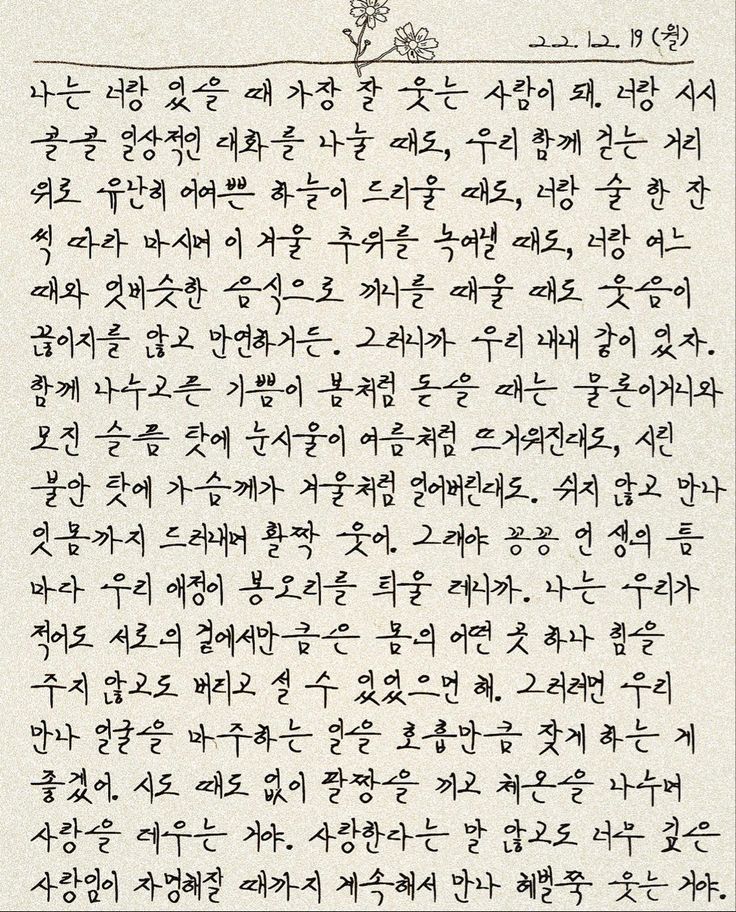 22.12.19(월)
나는 너랑 있을 때 가장 잘 웃는 사람이 돼. 너랑 시시
콜콜 일상적인 대화를 나눌 때도, 우리 함께 걷는 거리
위로 유난히 어여쁜 하늘이 드리울 때도, 너랑 술 한 잔
씩 따라 마시며 이 겨울 추위를 녹여낼 때도, 너랑 여느
때와 엇비슷한 음식으로 끼니를 때울 때도 웃음이
끊이지를 않고 만연하거든. 그러니까 우리 내내 같이 있자.
함께 나누고픈 기쁨이 봄처럼 돋을 때는 물론이거니와
모진 슬픔 탓에 눈시울이 여름처럼 뜨거워진대도, 시린
불안 탓에 가슴께가 겨울처럼 얼어버린대도. 쉬지 않고 만나
잇몸까지 드러내며 활짝 웃어. 그래야 꽁꽁 언 생의 틈
마다 우리 애정이 봉오리를 틔울 테니까. 나는 우리가
적어도 서로의 곁에서만큼은 몸의 어떤 곳 하나 힘을
주지 않고도 버티고 설 수 있었으면 해. 그러려면 우리
만나 얼굴을 마주하는 일을 호흡만큼 잦게 하는 게
좋겠어. 시도 때도 없이 팔짱을 끼고 체온을 나누며
사랑을 데우는 거야. 사랑한다는 말 않고도 너무 깊은
사랑임이 자명해질 때까지 계속해서 만나 헤벌쭉 웃는 거야.